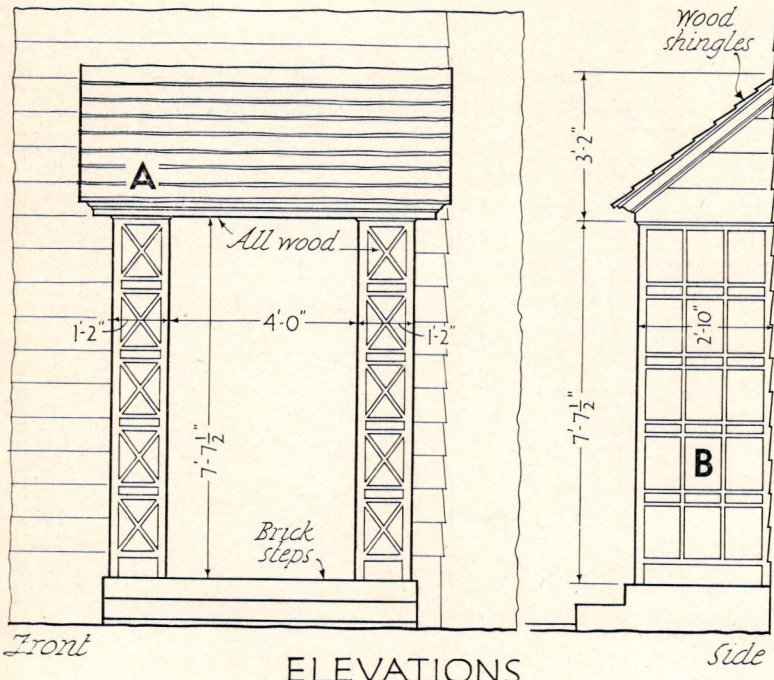 Wood
shingles
3'-2"
A
All wood
1'-2"
4'-0"
1'-2"
2'-10"
7'-7½"
7'-7½"
B
Brick
steps
Front
Side
ELEVATIONS